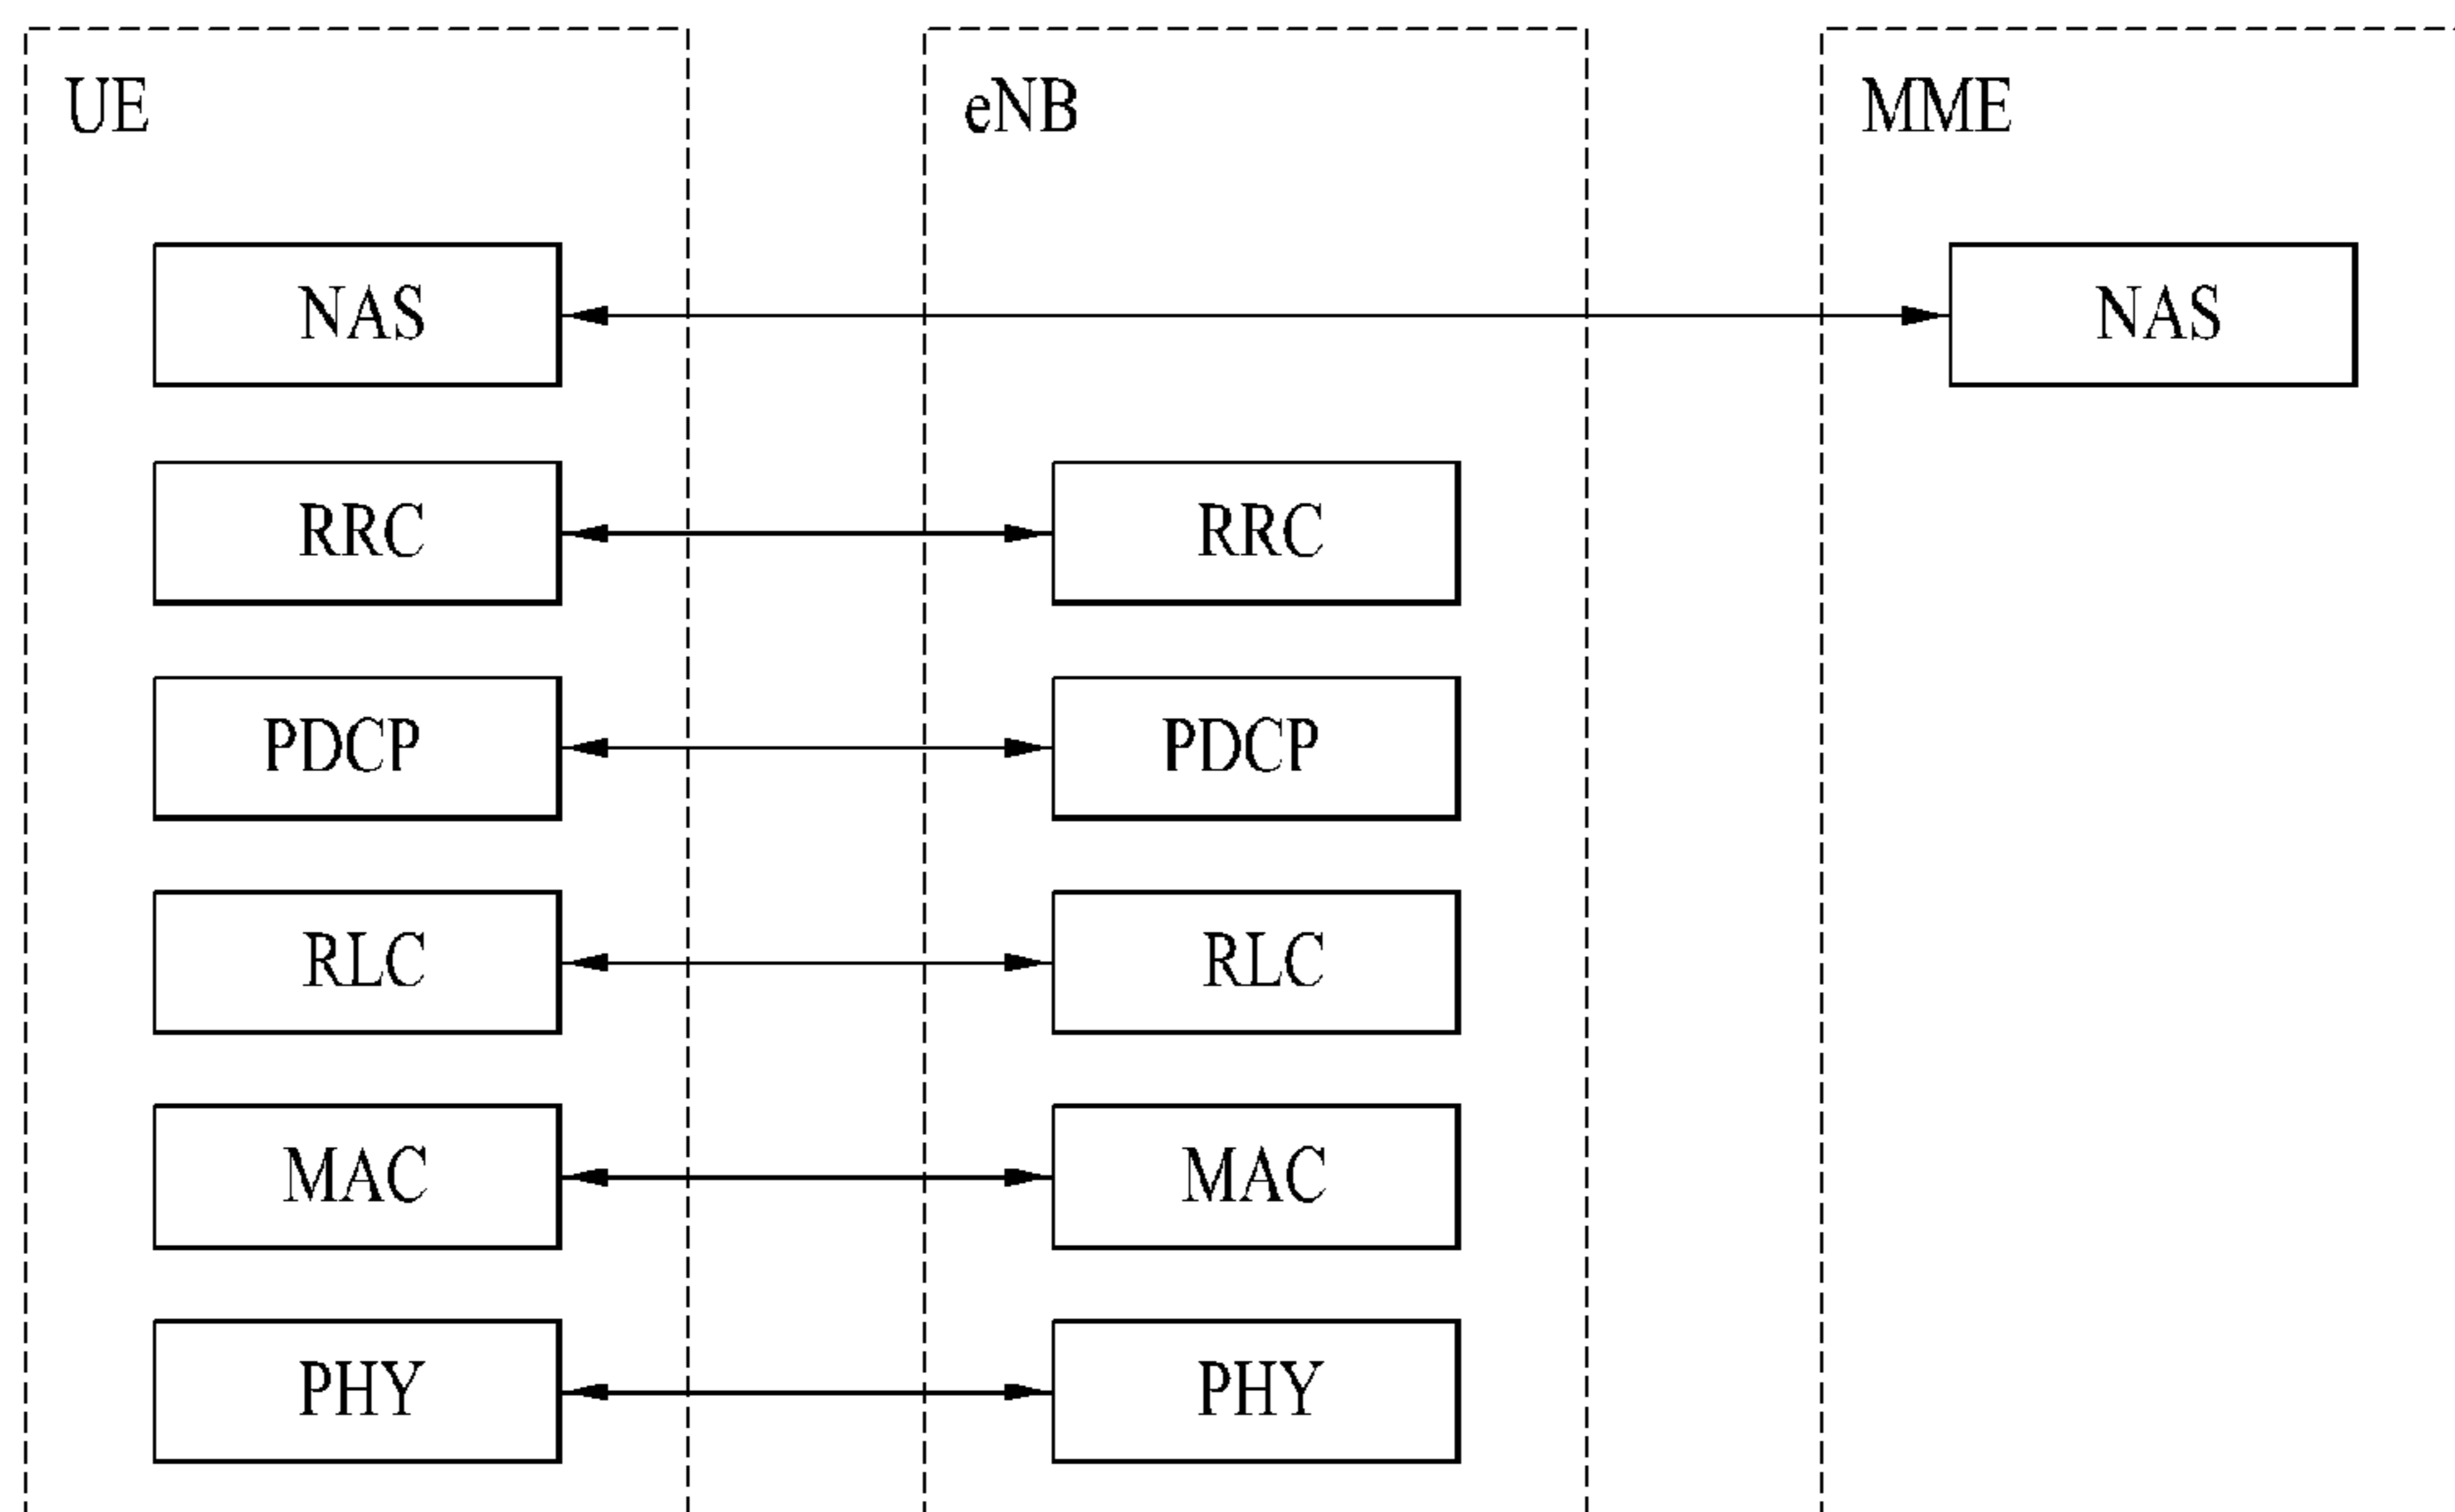 UE eNB MME
NAS NAS
RRC RRC
PDCP PDCP
RLC RLC
MAC MAC
PHY PHY